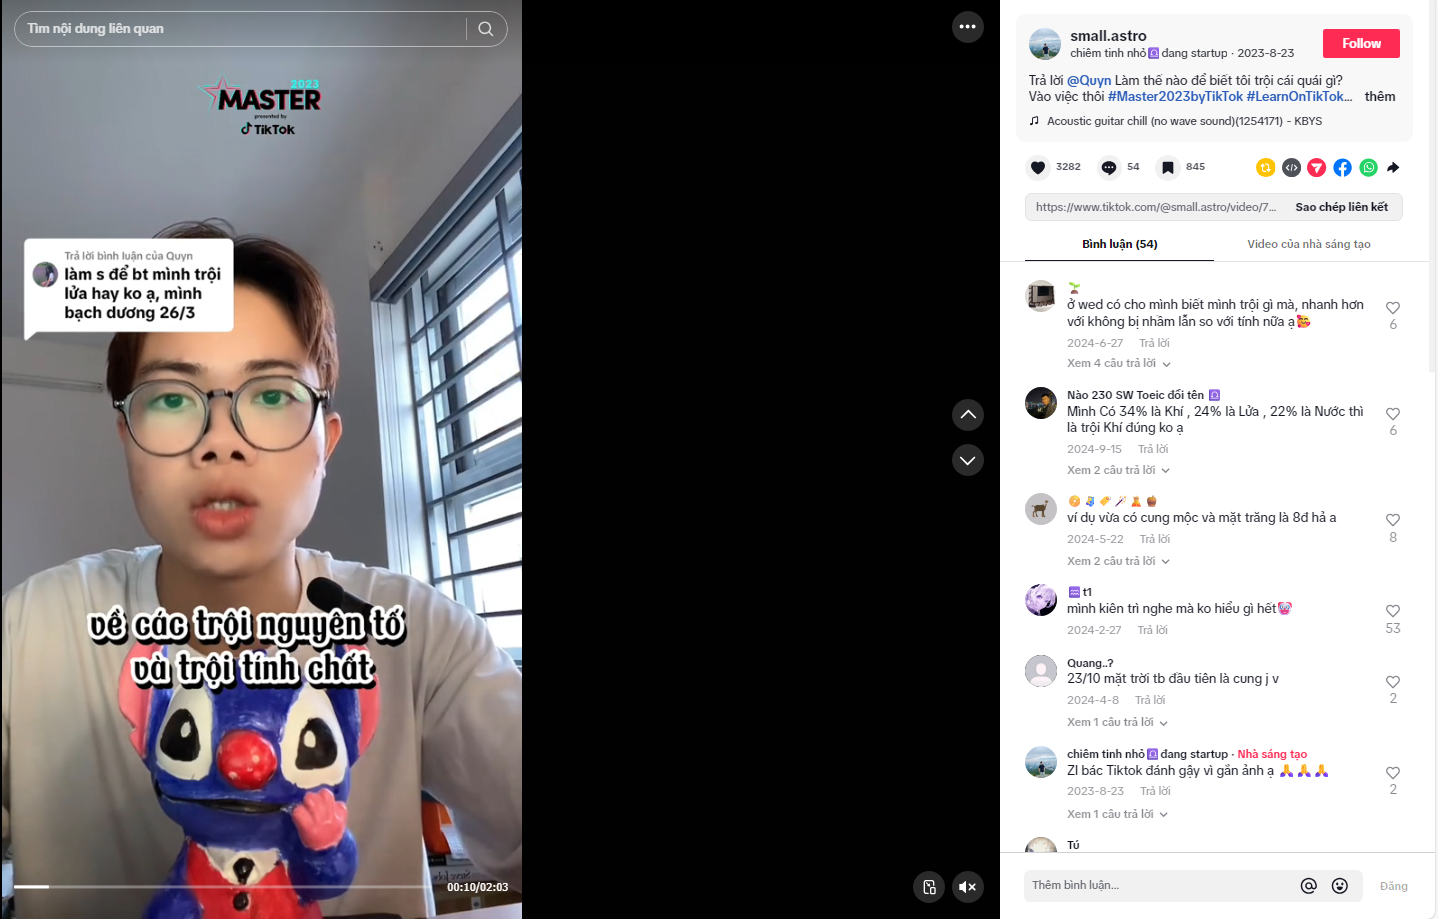 Tìm nội dung liên quan
2023
MASTER
presented by
TikTok
Trả lời bình luận của Quyn
làm s để bt mình trội
lửa hay ko ạ, mình
bạch dương 26/3
về các trội nguyên tố
và trội tính chất
00:10/02:03
small.astro
chiêm tinh nhỏ♎đang startup · 2023-8-23
Follow
Trả lời @Quyn Làm thế nào để biết tôi trội cái quái gì?
Vào việc thôi #Master2023byTikTok #LearnOnTikTok... thêm
Acoustic guitar chill (no wave sound)(1254171) - KBYS
3282
54
845
https://www.tiktok.com/@small.astro/video/7...
Sao chép liên kết
Bình luận (54)
Video của nhà sáng tạo
🌱
ở wed có cho mình biết mình trội gì mà, nhanh hơn
với không bị nhầm lẫn so với tính nữa ạ🥰
6
2024-6-27 Trả lời
Xem 4 câu trả lời
Nào 230 SW Toeic đổi tên ♎
Mình Có 34% là Khí , 24% là Lửa , 22% là Nước thì
là trội Khí đúng ko ạ
6
2024-9-15 Trả lời
Xem 2 câu trả lời
ví dụ vừa có cung mộc và mặt trăng là 8đ hả a
8
2024-5-22 Trả lời
Xem 2 câu trả lời
♒t1
mình kiên trì nghe mà ko hiểu gì hết
53
2024-2-27 Trả lời
Quang..?
23/10 mặt trời tb đầu tiên là cung j v
2
2024-4-8 Trả lời
Xem 1 câu trả lời
chiêm tinh nhỏ♎đang startup · Nhà sáng tạo
Zl bác Tiktok đánh gậy vì gắn ảnh ạ 🙏🙏🙏
2
2023-8-23 Trả lời
Xem 1 câu trả lời
Tú
Thêm bình luận...
Đăng